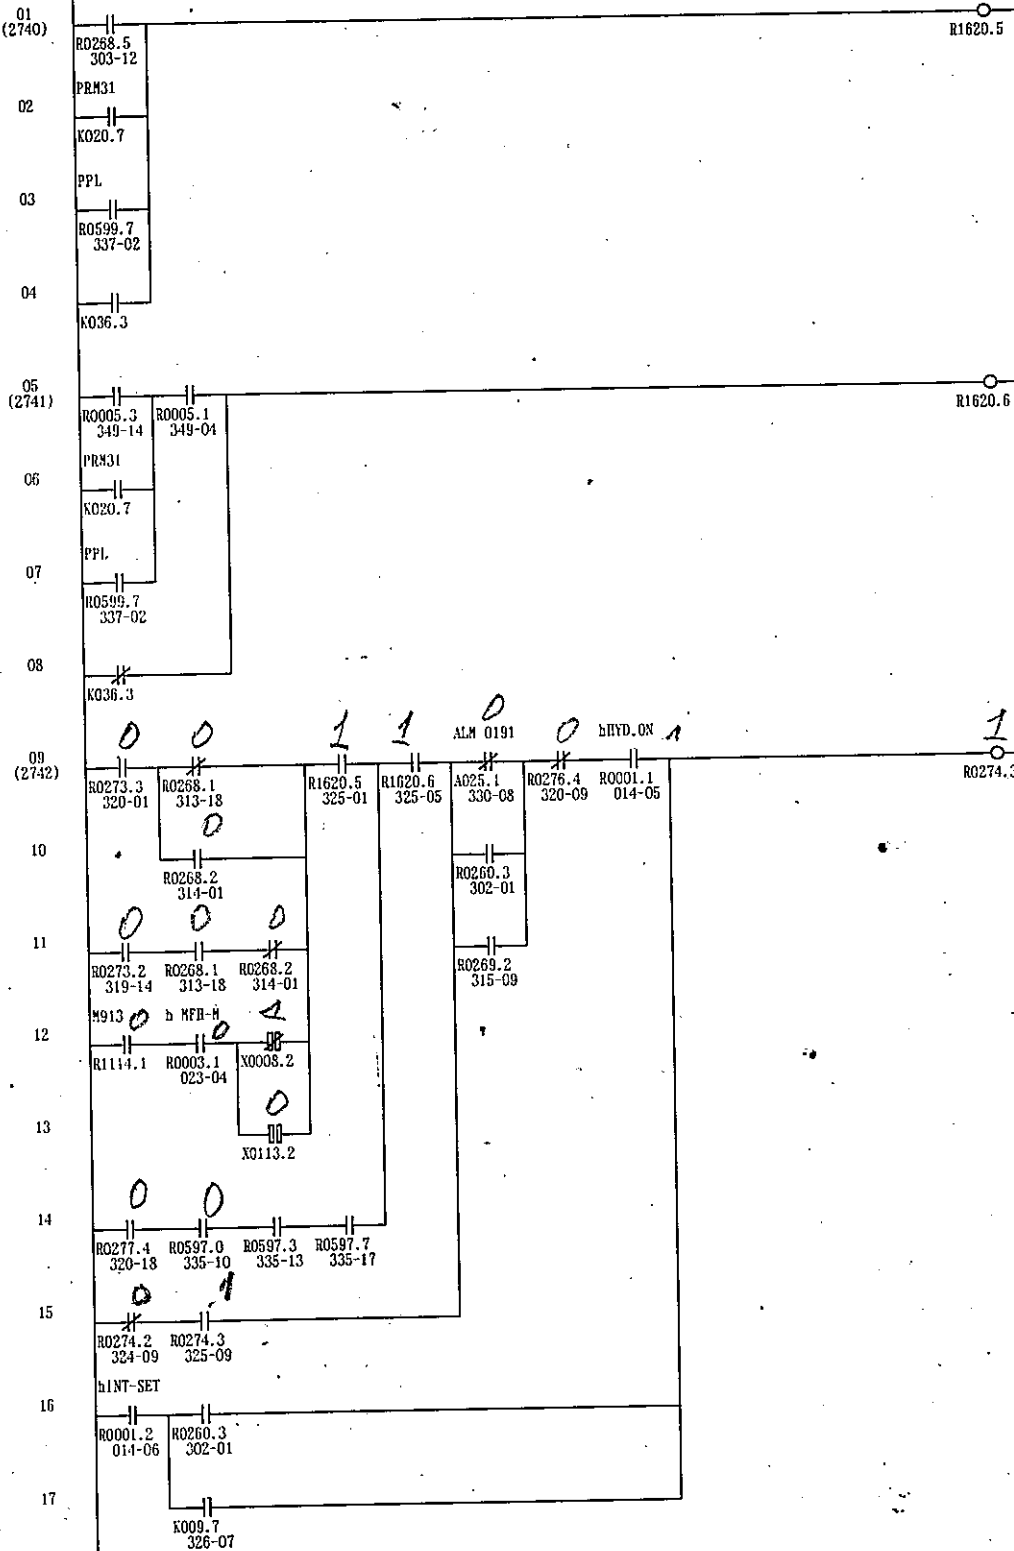 01
(2740)
R0268.5
303-12
R1620.5
PRM31
02
K020.7
PPL
03
R0599.7
337-02
04
K036.3
05
(2741)
R0005.3
349-14
R0005.1
349-04
R1620.6
PRM31
06
K020.7
PPL
07
R0599.7
337-02
08
K036.3
0 0 1 1 ALM 0191 0 0 hHYD.ON 1 1
09
(2742)
R0273.3
320-01
R0268.1
313-18
R1620.5
325-01
R1620.6
325-05
A025.1
330-08
R0276.4
320-09
R0001.1
014-05
R0274.3
0
10
R0268.2
314-01
R0260.3
302-01
0 0 0
11
R0273.2
319-14
R0268.1
313-18
R0268.2
314-01
R0269.2
315-09
M913 0 h MFH-M 0 1
12
R1114.1
R0003.1
023-04
X0008.2
0
13
X0113.2
0 0
14
R0277.4
320-18
R0597.0
335-10
R0597.3
335-13
R0597.7
335-17
0 1
15
R0274.2
324-09
R0274.3
325-09
hINT-SET
16
R0001.2
014-06
R0260.3
302-01
17
K009.7
326-07